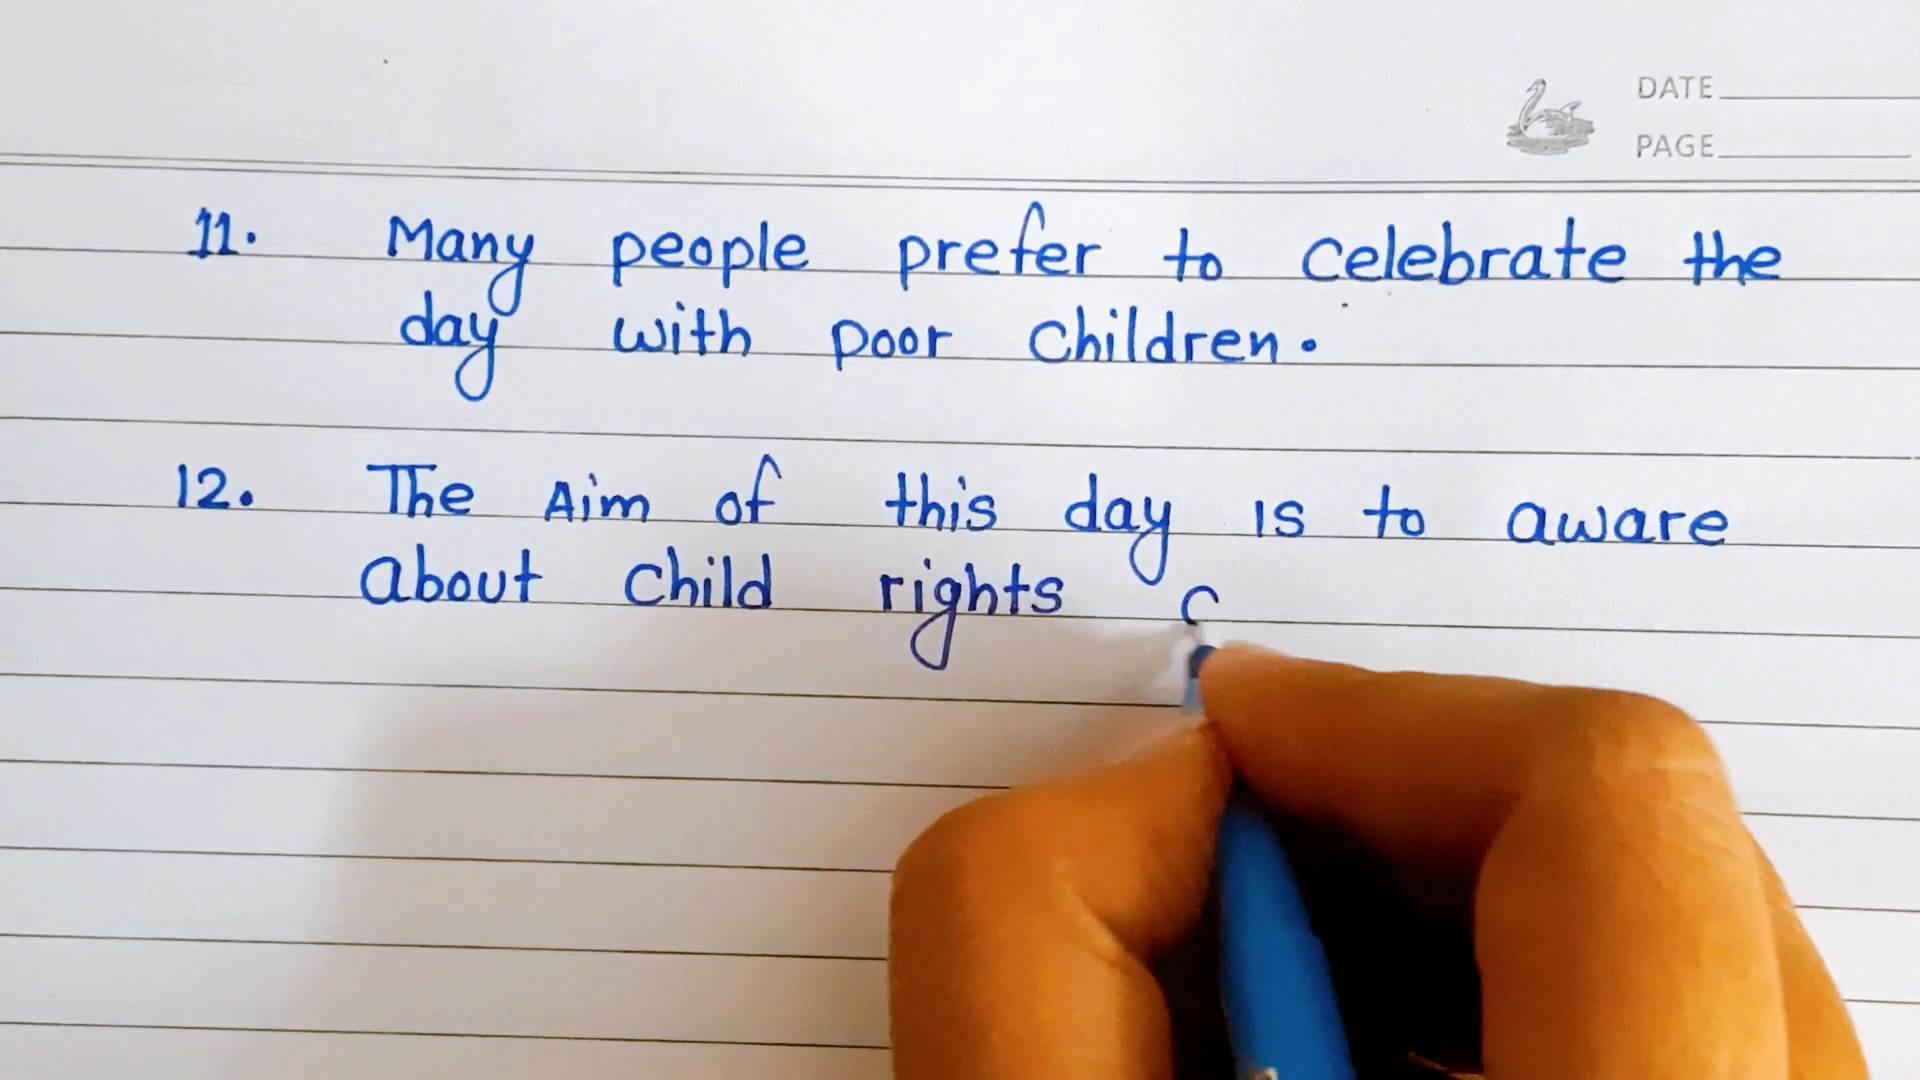 DATE
PAGE
11. Many people prefer to celebrate the
day with poor children.
12. The Aim of this day is to aware
about child rights